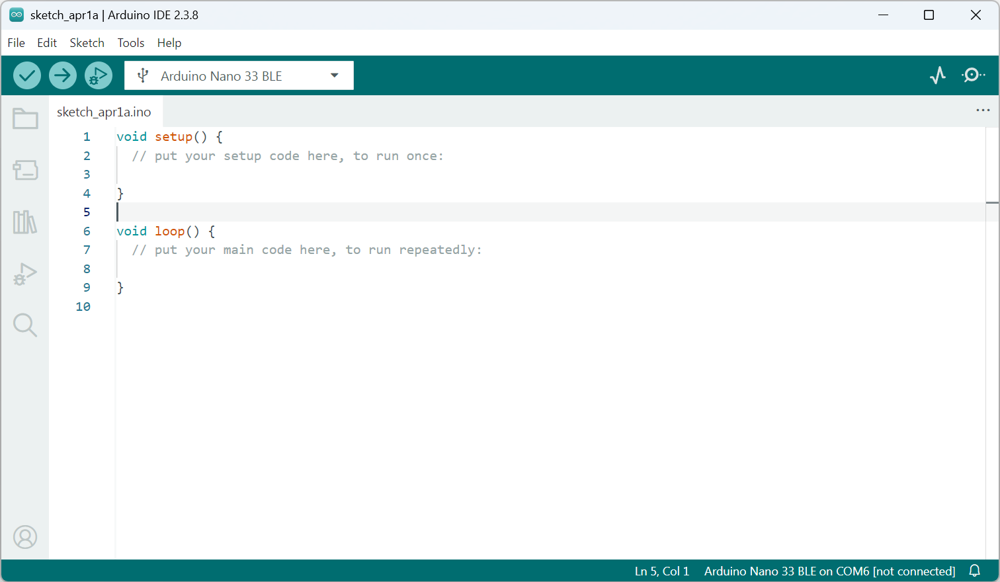 sketch_apr1a | Arduino IDE 2.3.8
File Edit Sketch Tools Help
Arduino Nano 33 BLE
sketch_apr1a.ino
1 void setup() {
2   // put your setup code here, to run once:
3
4 }
5
6 void loop() {
7   // put your main code here, to run repeatedly:
8
9 }
10
Ln 5, Col 1 Arduino Nano 33 BLE on COM6 [not connected]